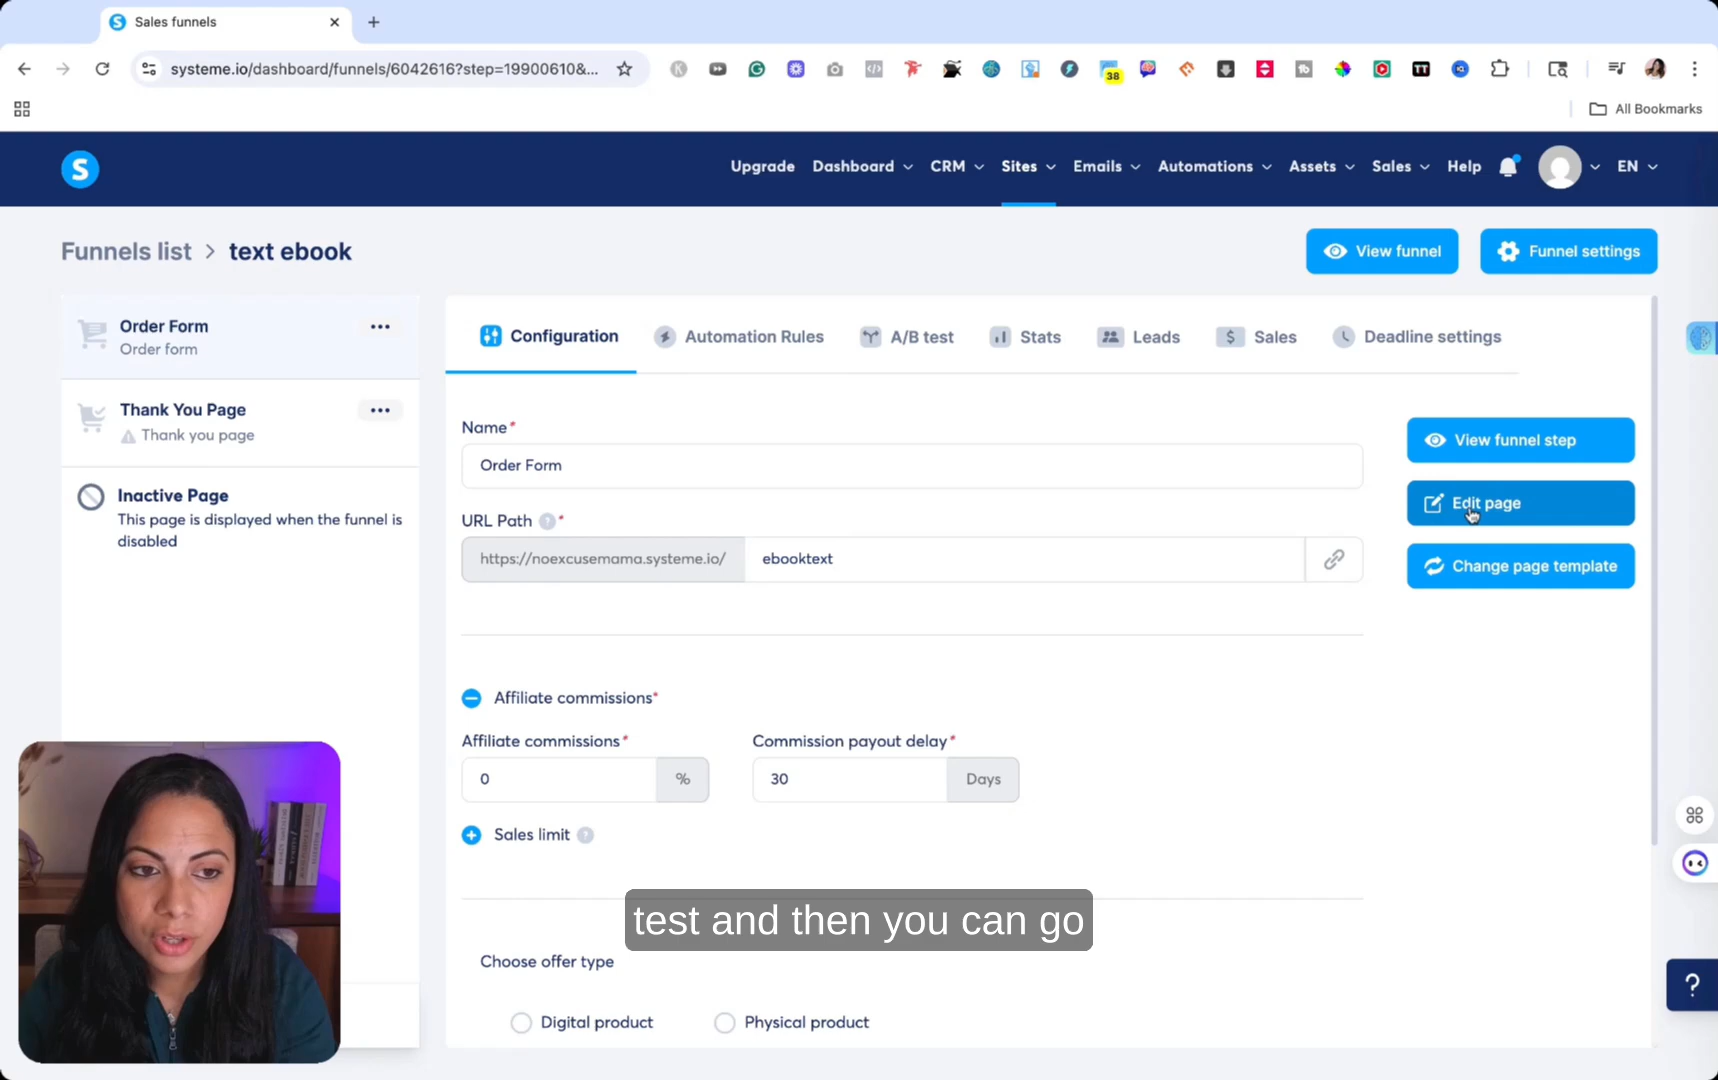 Sales funnels
systeme.io/dashboard/funnels/6042616?step=19900610&...
38
TT
All Bookmarks
S
Upgrade
Dashboard
CRM
Sites
Emails
Automations
Assets
Sales
Help
EN
Funnels list > text ebook
View funnel
Funnel settings
Order Form
Order form
Thank You Page
Thank you page
Inactive Page
This page is displayed when the funnel is
disabled
Configuration
Automation Rules
A/B test
Stats
Leads
$ Sales
Deadline settings
Name*
Order Form
URL Path ?*
https://noexcusemama.systeme.io/
ebooktext
View funnel step
Edit page
Change page template
Affiliate commissions*
Affiliate commissions*
Commission payout delay*
0 %
30 Days
Sales limit ?
test and then you can go
Choose offer type
Digital product
Physical product
?